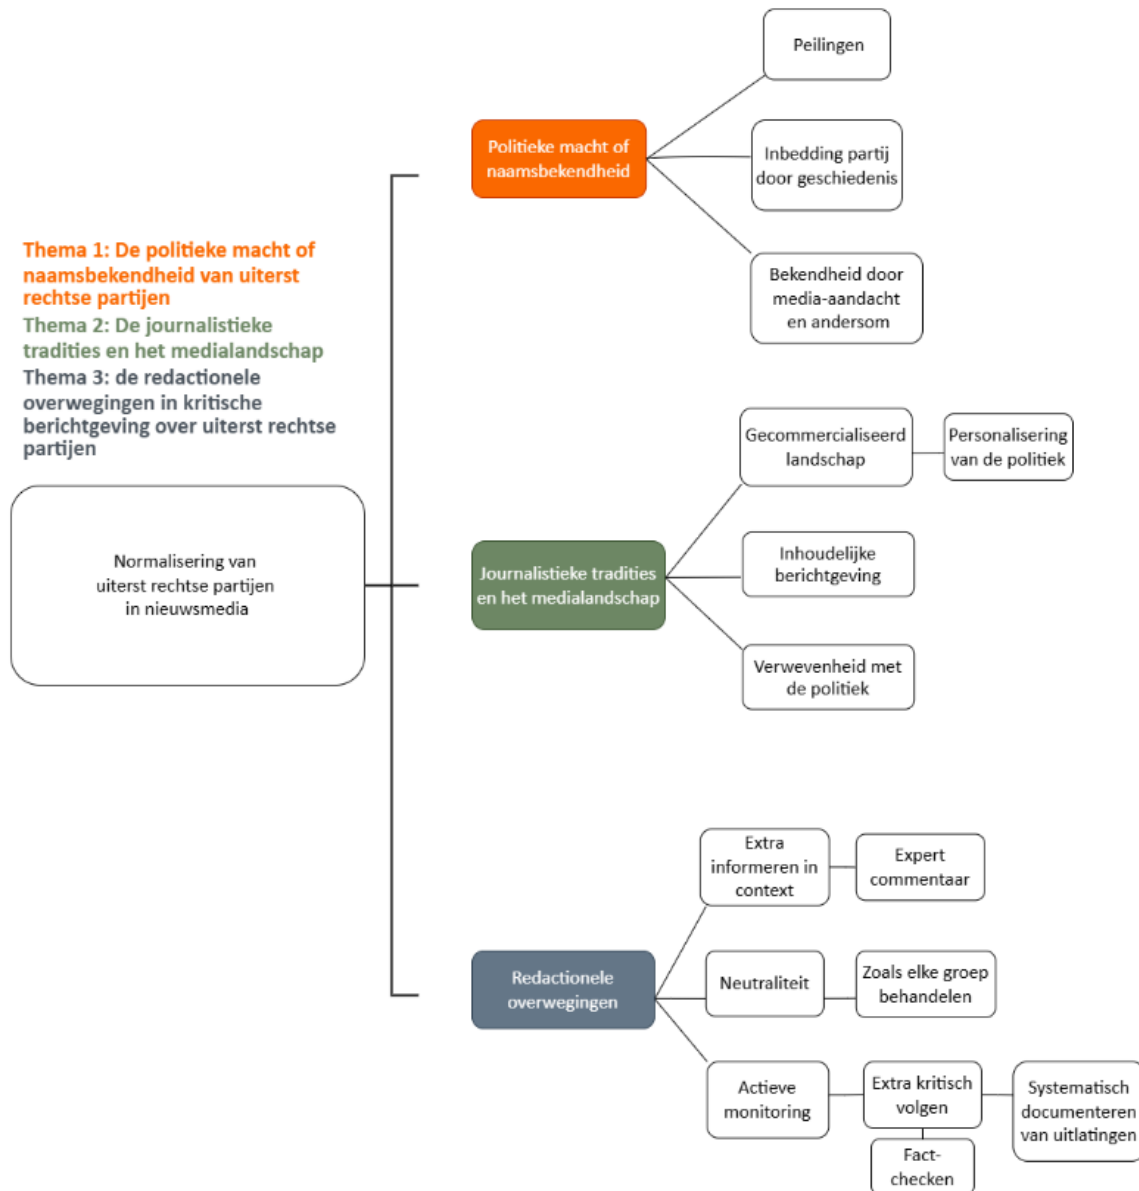 Thema 1: De politieke macht of
naamsbekendheid van uiterst
rechtse partijen
Thema 2: De journalistieke
tradities en het medialandschap
Thema 3: de redactionele
overwegingen in kritische
berichtgeving over uiterst rechtse
partijen
Normalisering van
uiterst rechtse partijen
in nieuwsmedia
Politieke macht of
naamsbekendheid
Peilingen
Inbedding partij
door geschiedenis
Bekendheid door
media-aandacht
en andersom
Journalistieke tradities
en het medialandschap
Gecommercialiseerd
landschap
Personalisering
van de politiek
Inhoudelijke
berichtgeving
Verwevenheid met
de politiek
Redactionele
overwegingen
Extra
informeren in
context
Expert
commentaar
Neutraliteit
Zoals elke groep
behandelen
Actieve
monitoring
Extra kritisch
volgen
Fact-
checken
Systematisch
documenteren
van uitlatingen